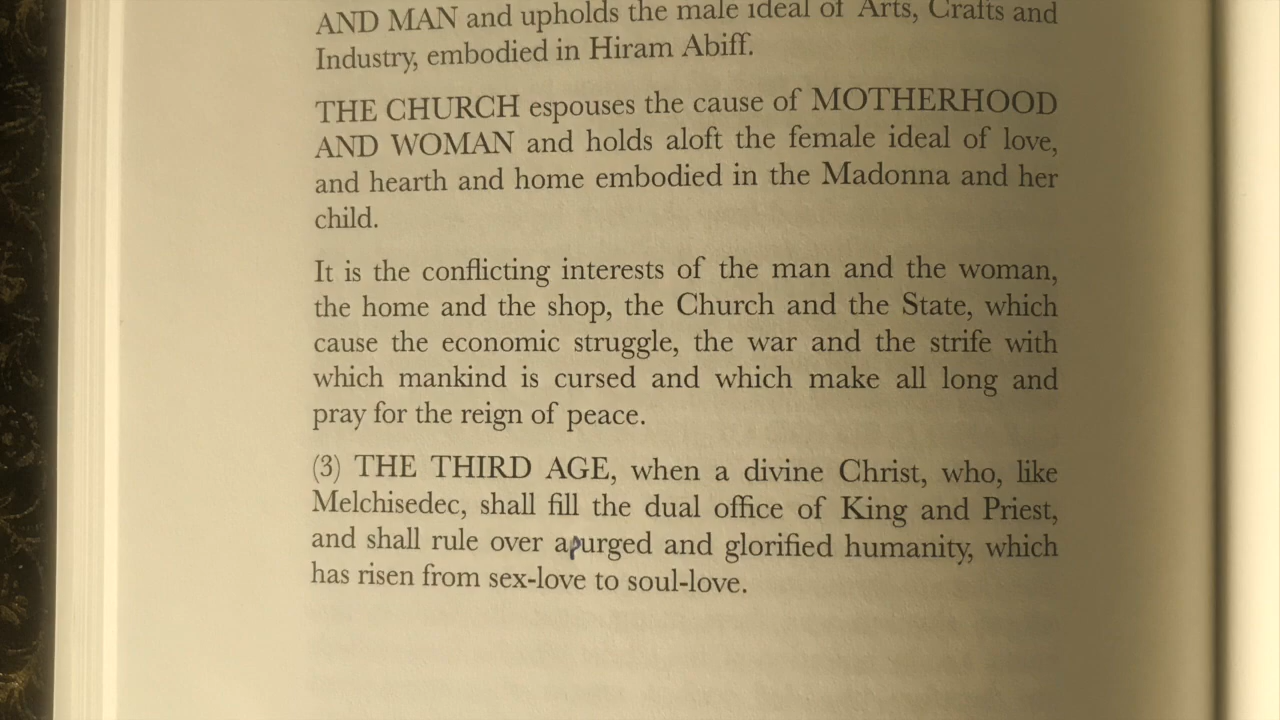 AND MAN and upholds the male ideal of Arts, Crafts and
Industry, embodied in Hiram Abiff.
THE CHURCH espouses the cause of MOTHERHOOD
AND WOMAN and holds aloft the female ideal of love,
and hearth and home embodied in the Madonna and her
child.
It is the conflicting interests of the man and the woman,
the home and the shop, the Church and the State, which
cause the economic struggle, the war and the strife with
which mankind is cursed and which make all long and
pray for the reign of peace.
(3) THE THIRD AGE, when a divine Christ, who, like
Melchisedec, shall fill the dual office of King and Priest,
and shall rule over apurged and glorified humanity, which
has risen from sex-love to soul-love.